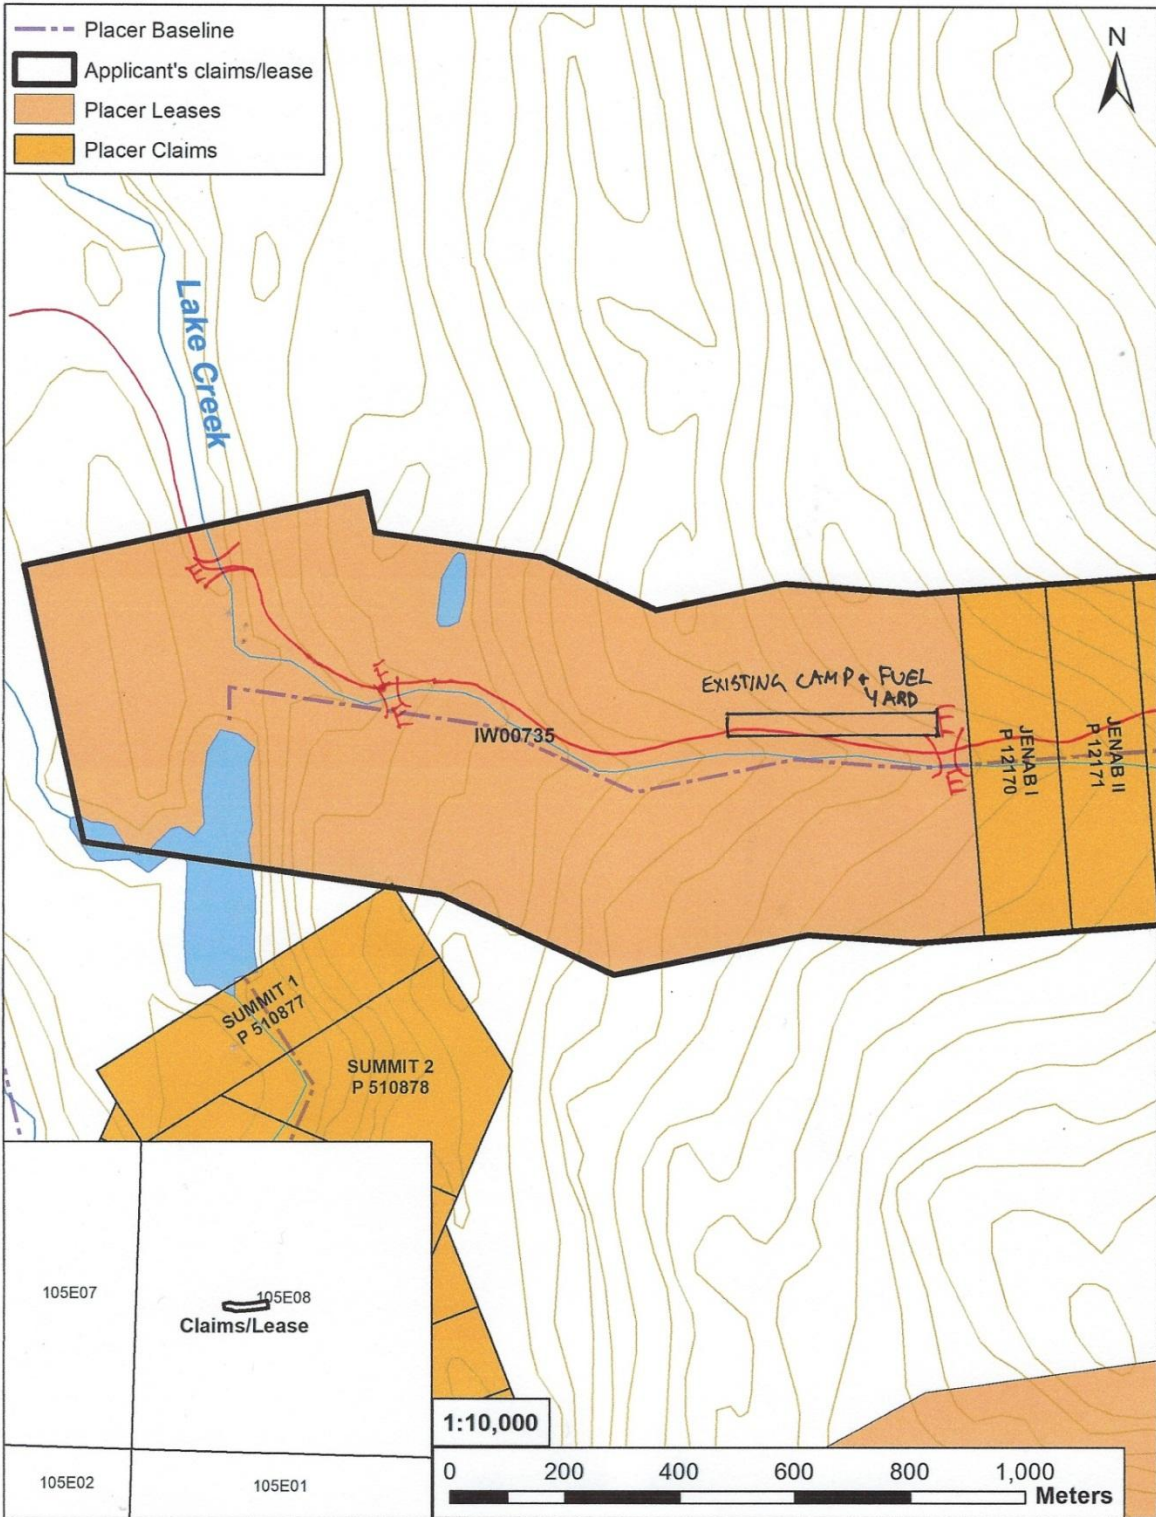 Placer Baseline
Applicant's claims/lease
Placer Leases
Placer Claims
N
Lake Creek
EXISTING CAMP & FUEL
YARD
IW00735
JENAB I
P 12170
JENAB II
P 12171
SUMMIT 1
P 510877
SUMMIT 2
P 510878
105E07
105E08
Claims/Lease
105E02
105E01
1:10,000
0 200 400 600 800 1,000
Meters